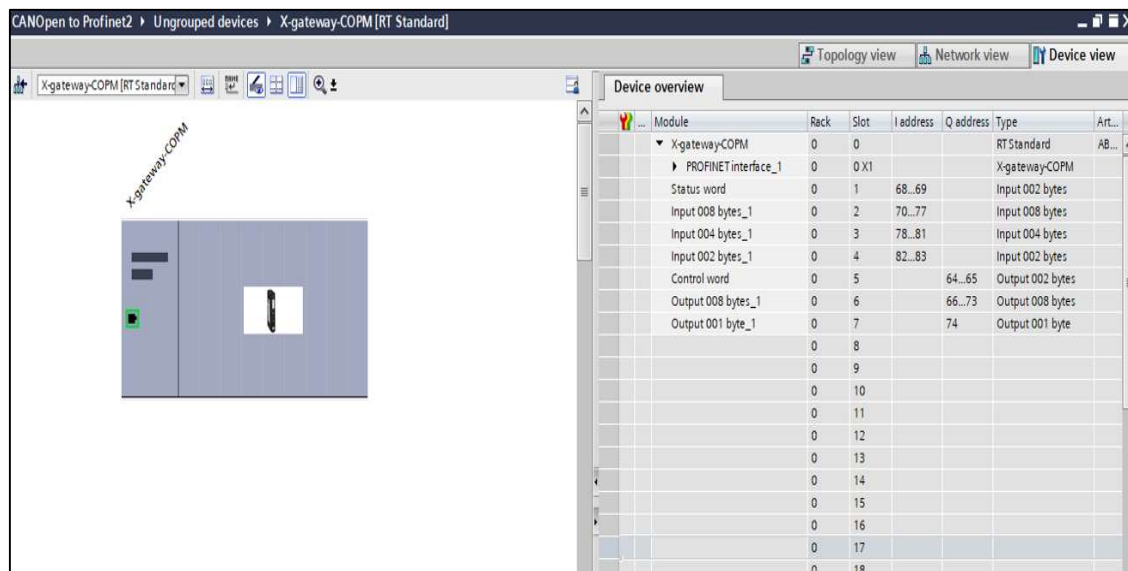 CANOpen to Profinet2 ▸ Ungrouped devices ▸ X-gateway-COPM [RT Standard]
Topology view Network view Device view
X-gateway-COPM [RT Standard
Device overview
X-gateway-COPM
... Module Rack Slot I address Q address Type Art...
X-gateway-COPM 0 0 RT Standard AB...
PROFINET interface_1 0 0 X1 X-gateway-COPM
Status word 0 1 68...69 Input 002 bytes
Input 008 bytes_1 0 2 70...77 Input 008 bytes
Input 004 bytes_1 0 3 78...81 Input 004 bytes
Input 002 bytes_1 0 4 82...83 Input 002 bytes
Control word 0 5 64...65 Output 002 bytes
Output 008 bytes_1 0 6 66...73 Output 008 bytes
Output 001 byte_1 0 7 74 Output 001 byte
0 8
0 9
0 10
0 11
0 12
0 13
0 14
0 15
0 16
0 17
0 18